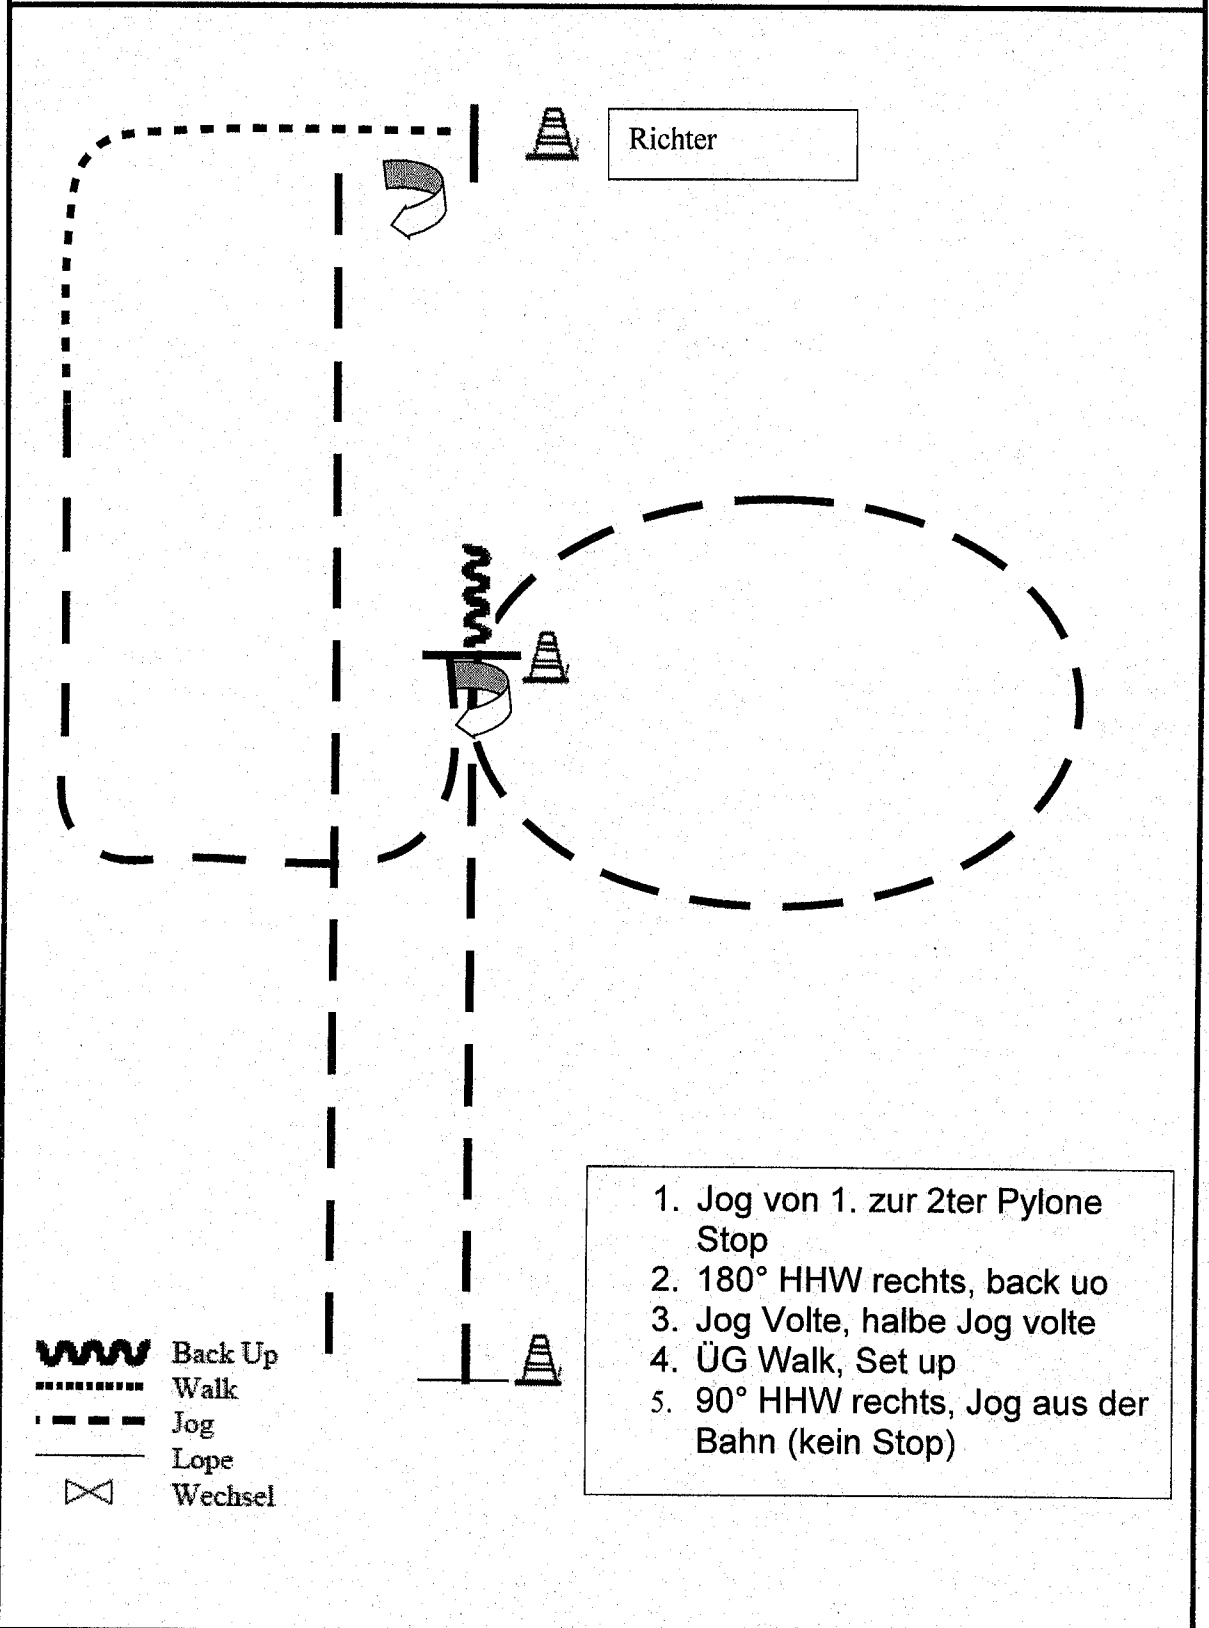 Richter
1. Jog von 1. zur 2ter Pylone
Stop
2. 180° HHW rechts, back uo
3. Jog Volte, halbe Jog volte
4. ÜG Walk, Set up
5. 90° HHW rechts, Jog aus der
Bahn (kein Stop)
Back Up
Walk
Jog
Lope
Wechsel